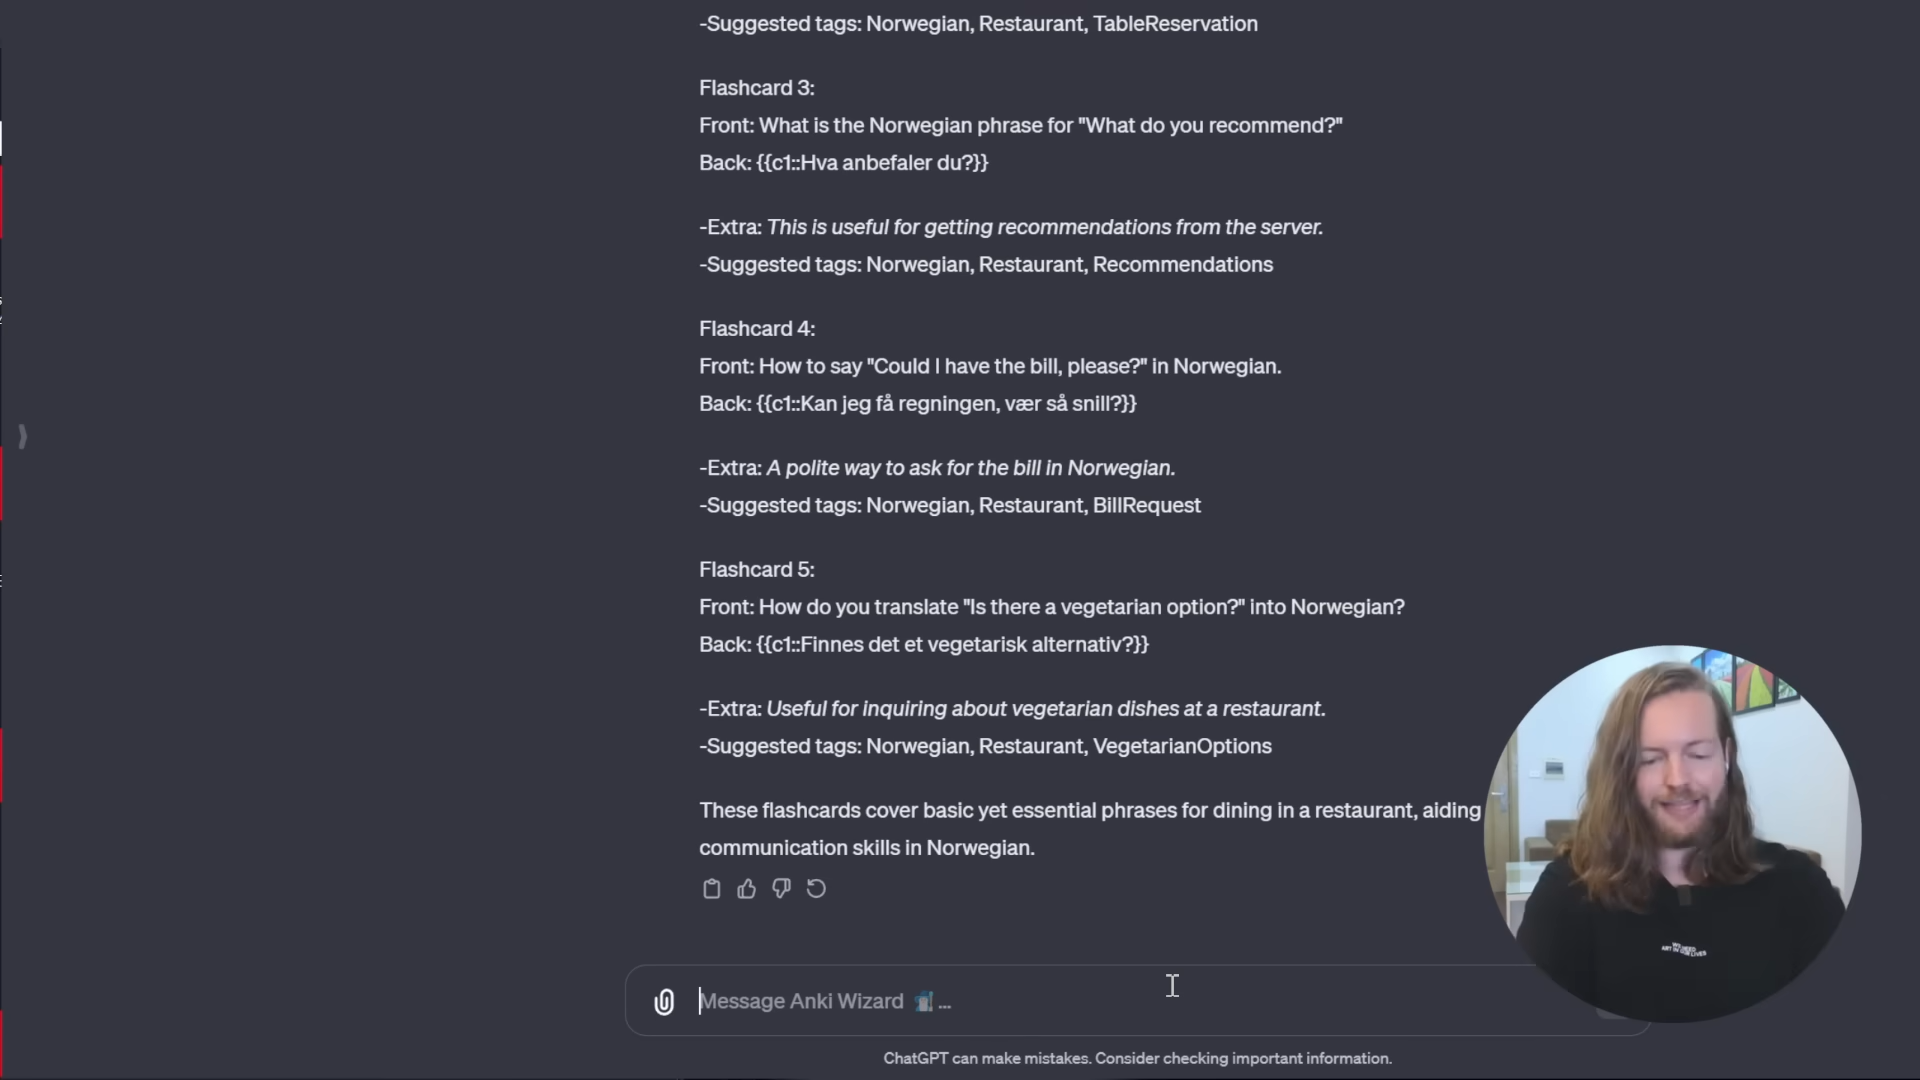 -Suggested tags: Norwegian, Restaurant, TableReservation
Flashcard 3:
Front: What is the Norwegian phrase for "What do you recommend?"
Back: {{c1::Hva anbefaler du?}}
-Extra: This is useful for getting recommendations from the server.
-Suggested tags: Norwegian, Restaurant, Recommendations
Flashcard 4:
Front: How to say "Could I have the bill, please?" in Norwegian.
Back: {{c1::Kan jeg få regningen, vær så snill?}}
-Extra: A polite way to ask for the bill in Norwegian.
-Suggested tags: Norwegian, Restaurant, BillRequest
Flashcard 5:
Front: How do you translate "Is there a vegetarian option?" into Norwegian?
Back: {{c1::Finnes det et vegetarisk alternativ?}}
-Extra: Useful for inquiring about vegetarian dishes at a restaurant.
-Suggested tags: Norwegian, Restaurant, VegetarianOptions
These flashcards cover basic yet essential phrases for dining in a restaurant, aiding
communication skills in Norwegian.
Message Anki Wizard ...
ChatGPT can make mistakes. Consider checking important information.